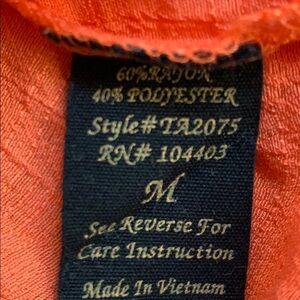 60% RAYON
40% POLYESTER
Style# TA2075
RN# 104403
M
See Reverse For
Care Instruction
Made In Vietnam